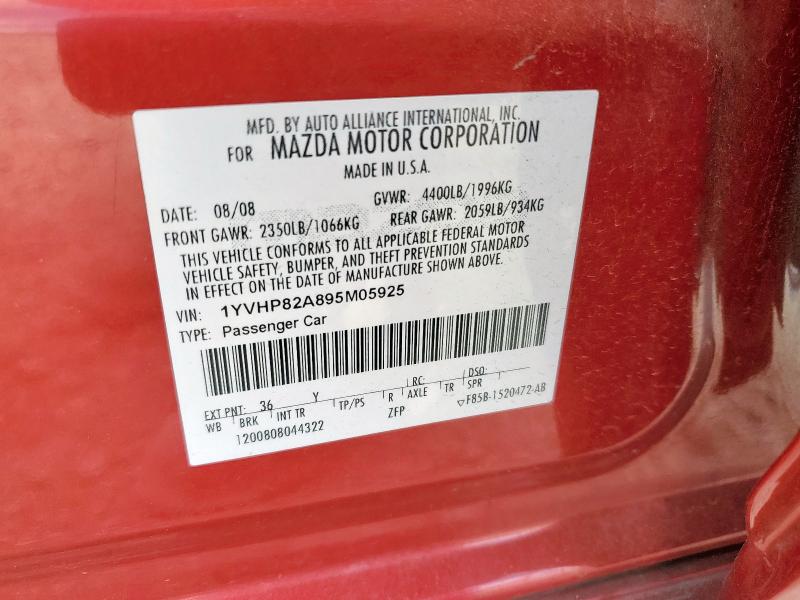 MFD. BY AUTO ALLIANCE INTERNATIONAL, INC.
FOR MAZDA MOTOR CORPORATION
MADE IN U.S.A.
DATE: 08/08 GVWR: 4400LB/1996KG
FRONT GAWR: 2350LB/1066KG REAR GAWR: 2059LB/934KG
THIS VEHICLE CONFORMS TO ALL APPLICABLE FEDERAL MOTOR
VEHICLE SAFETY, BUMPER, AND THEFT PREVENTION STANDARDS
IN EFFECT ON THE DATE OF MANUFACTURE SHOWN ABOVE.
VIN: 1YVHP82A895M05925
TYPE: Passenger Car
EXT PNT: 36 Y RC: DSO:
WB BRK INT TR TP/PS R AXLE TR SPR
ZFP ▽F85B-1520472-AB
1200808044322